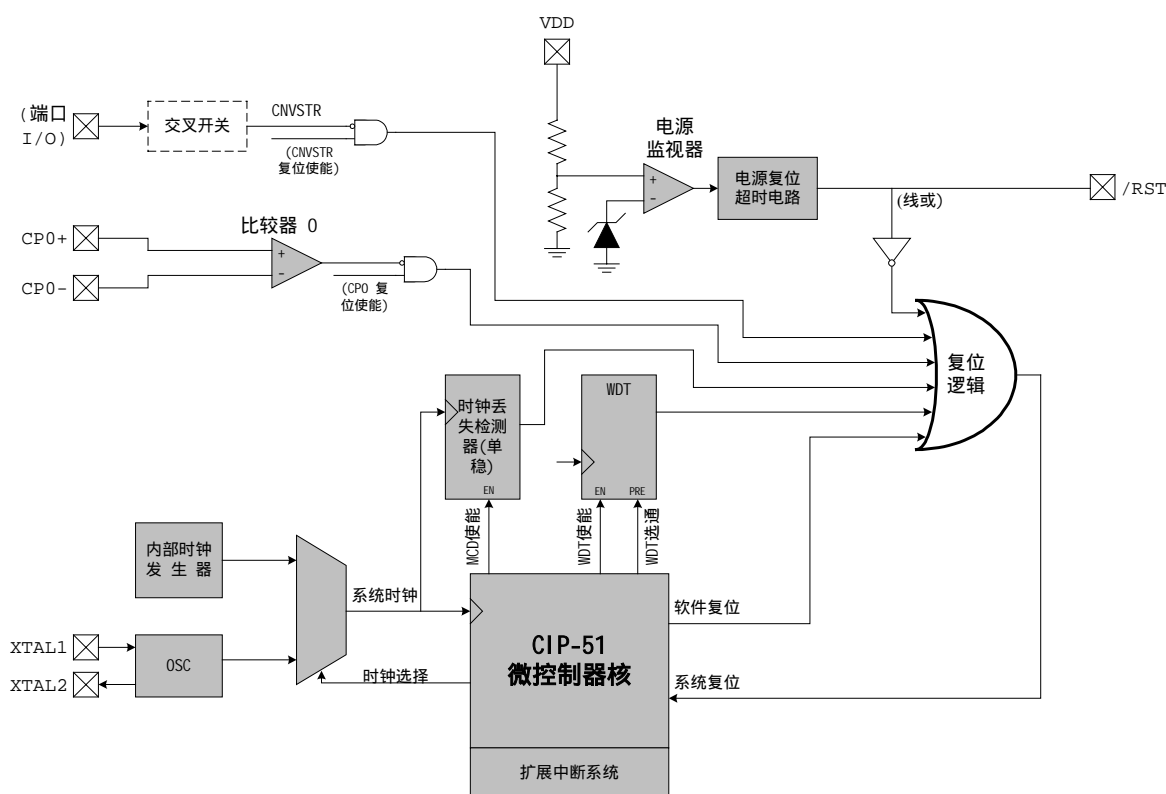 VDD
(端口
I/O)
交叉开关
CNVSTR
(CNVSTR
复位使能)
电源
监视器
+
-
电源复位
超时电路
/RST
(线或)
CP0+
CP0-
比较器 0
+
-
(CP0 复
位使能)
复位
逻辑
时钟丢
失检测
器(单
稳)
EN
WDT
EN
PRE
MCD使能
WDT使能
WDT选通
内部时钟
发 生 器
系统时钟
XTAL1
XTAL2
OSC
时钟选择
CIP-51
微控制器核
软件复位
系统复位
扩展中断系统